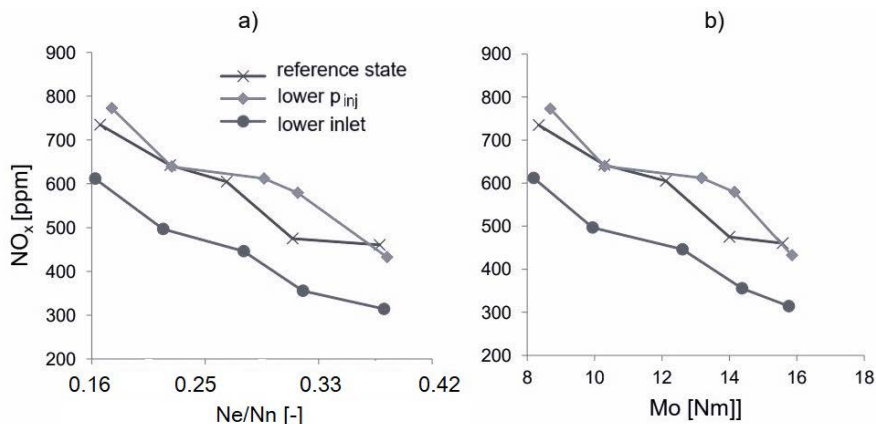 a)
b)
900
800
700
600
500
400
300
200
NOx [ppm]
reference state
lower pinj
lower inlet
0.16 0.25 0.33 0.42
Ne/Nn [-]
900
800
700
600
500
400
300
200
8 10 12 14 16 18
Mo [Nm]]